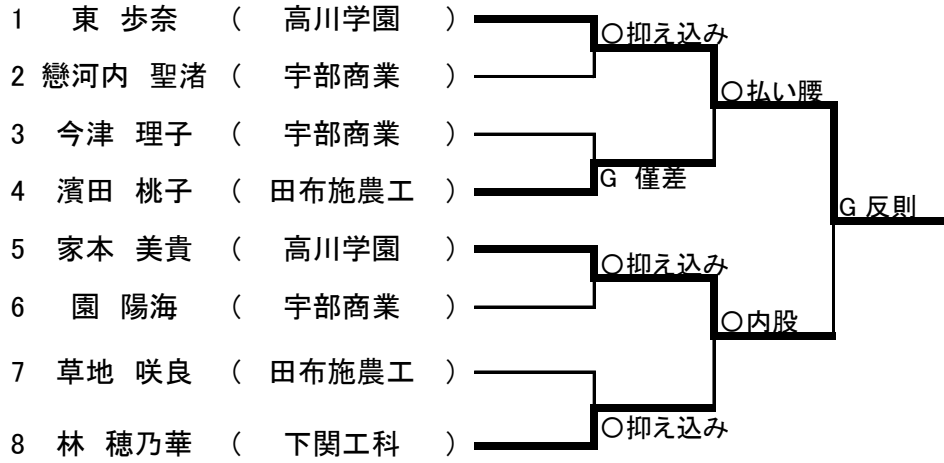 1 東 歩奈 ( 高川学園 )
○抑え込み
2 戀河内 聖渚 ( 宇部商業 )
○払い腰
3 今津 理子 ( 宇部商業 )
G 僅差
4 濱田 桃子 ( 田布施農工 )
G 反則
5 家本 美貴 ( 高川学園 )
○抑え込み
6 園 陽海 ( 宇部商業 )
○内股
7 草地 咲良 ( 田布施農工 )
○抑え込み
8 林 穂乃華 ( 下関工科 )